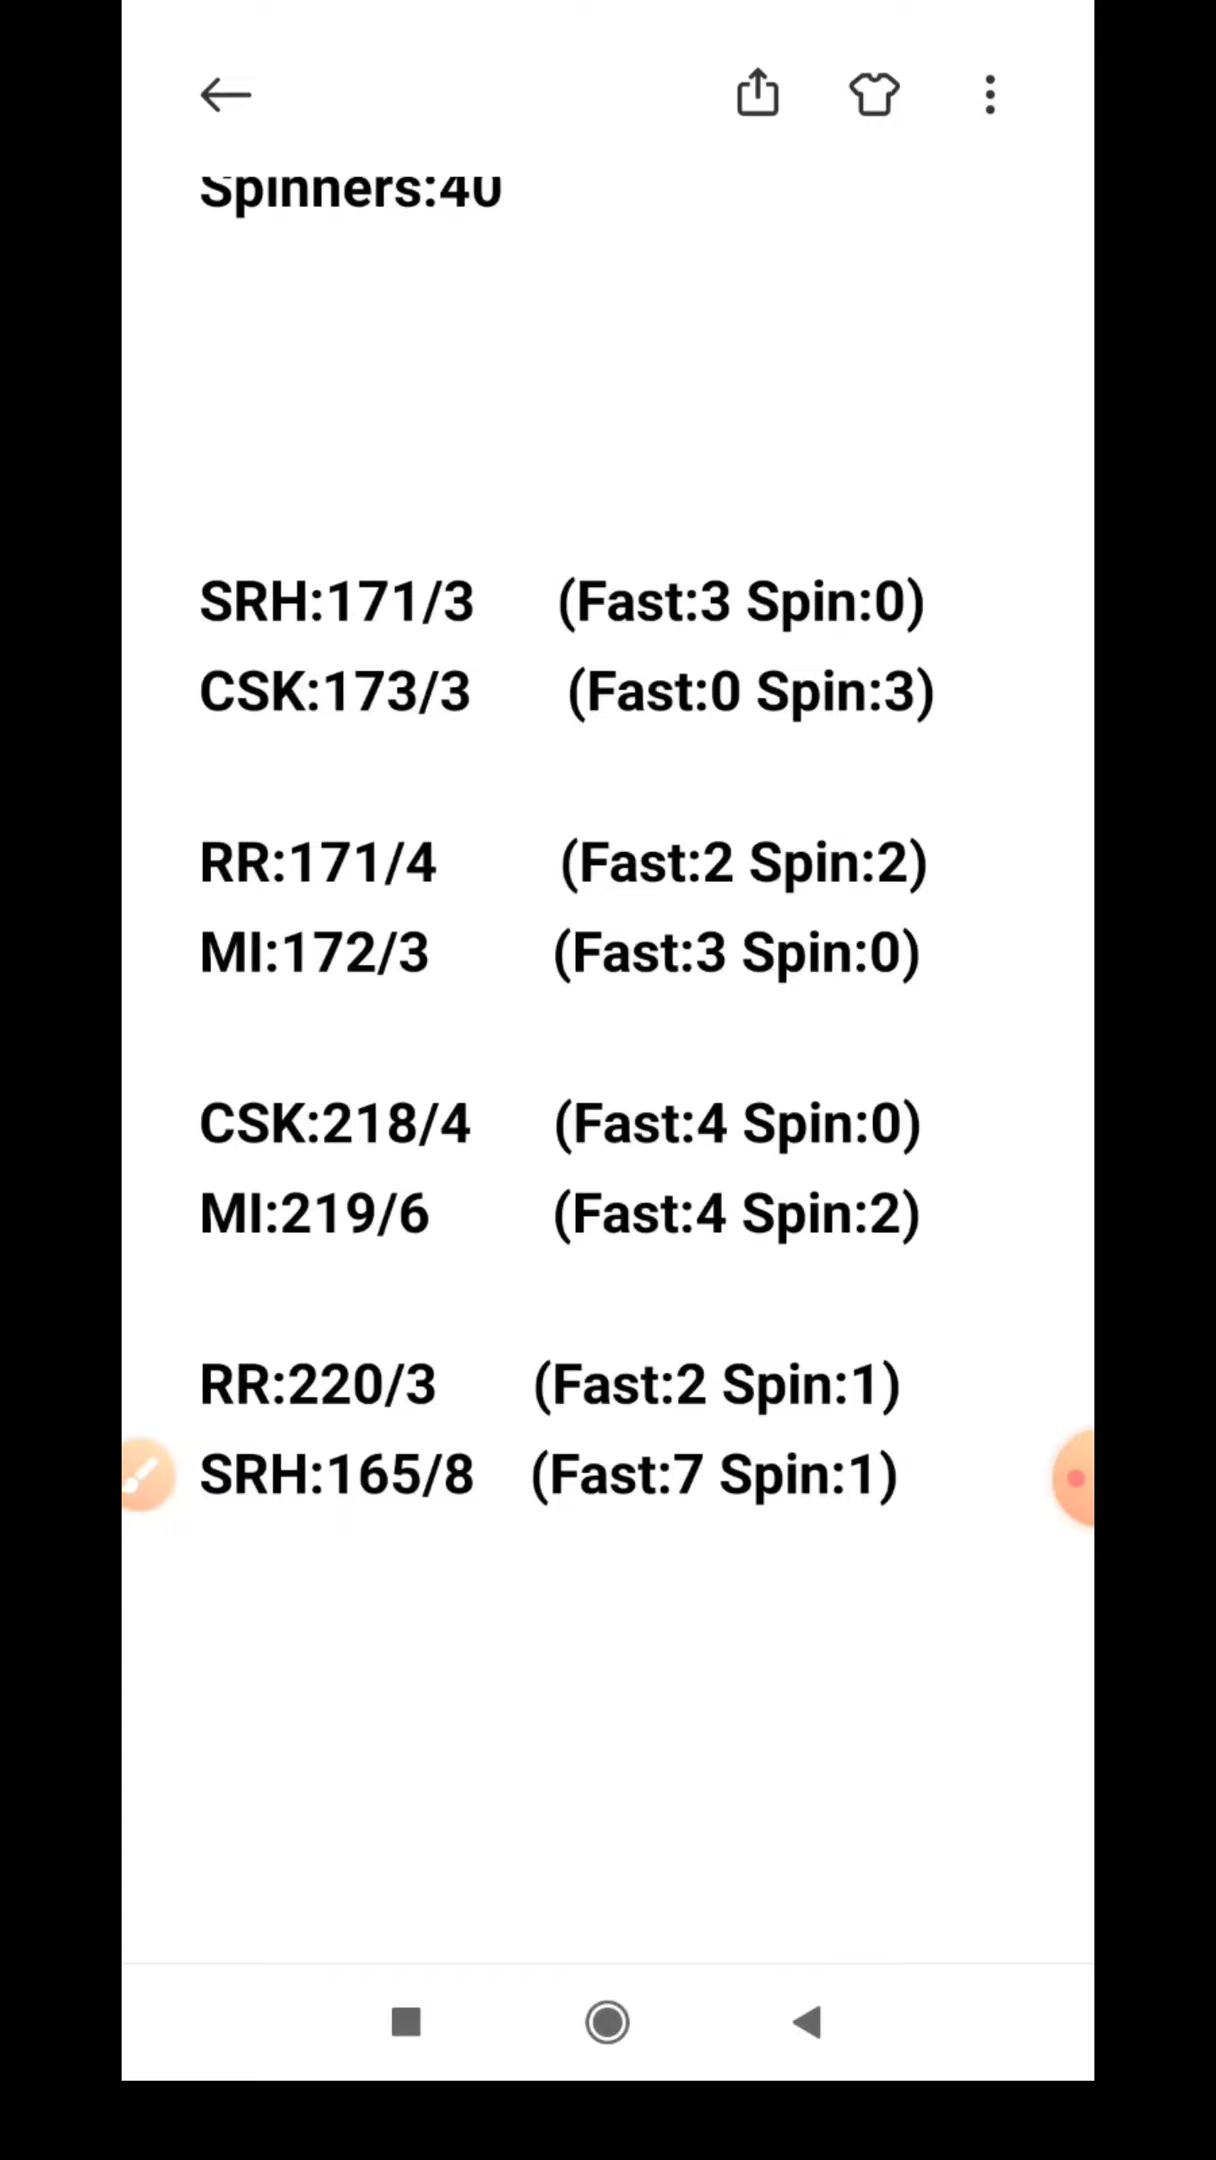 Spinners:40
SRH:171/3 (Fast:3 Spin:0)
CSK:173/3 (Fast:0 Spin:3)
RR:171/4 (Fast:2 Spin:2)
MI:172/3 (Fast:3 Spin:0)
CSK:218/4 (Fast:4 Spin:0)
MI:219/6 (Fast:4 Spin:2)
RR:220/3 (Fast:2 Spin:1)
SRH:165/8 (Fast:7 Spin:1)